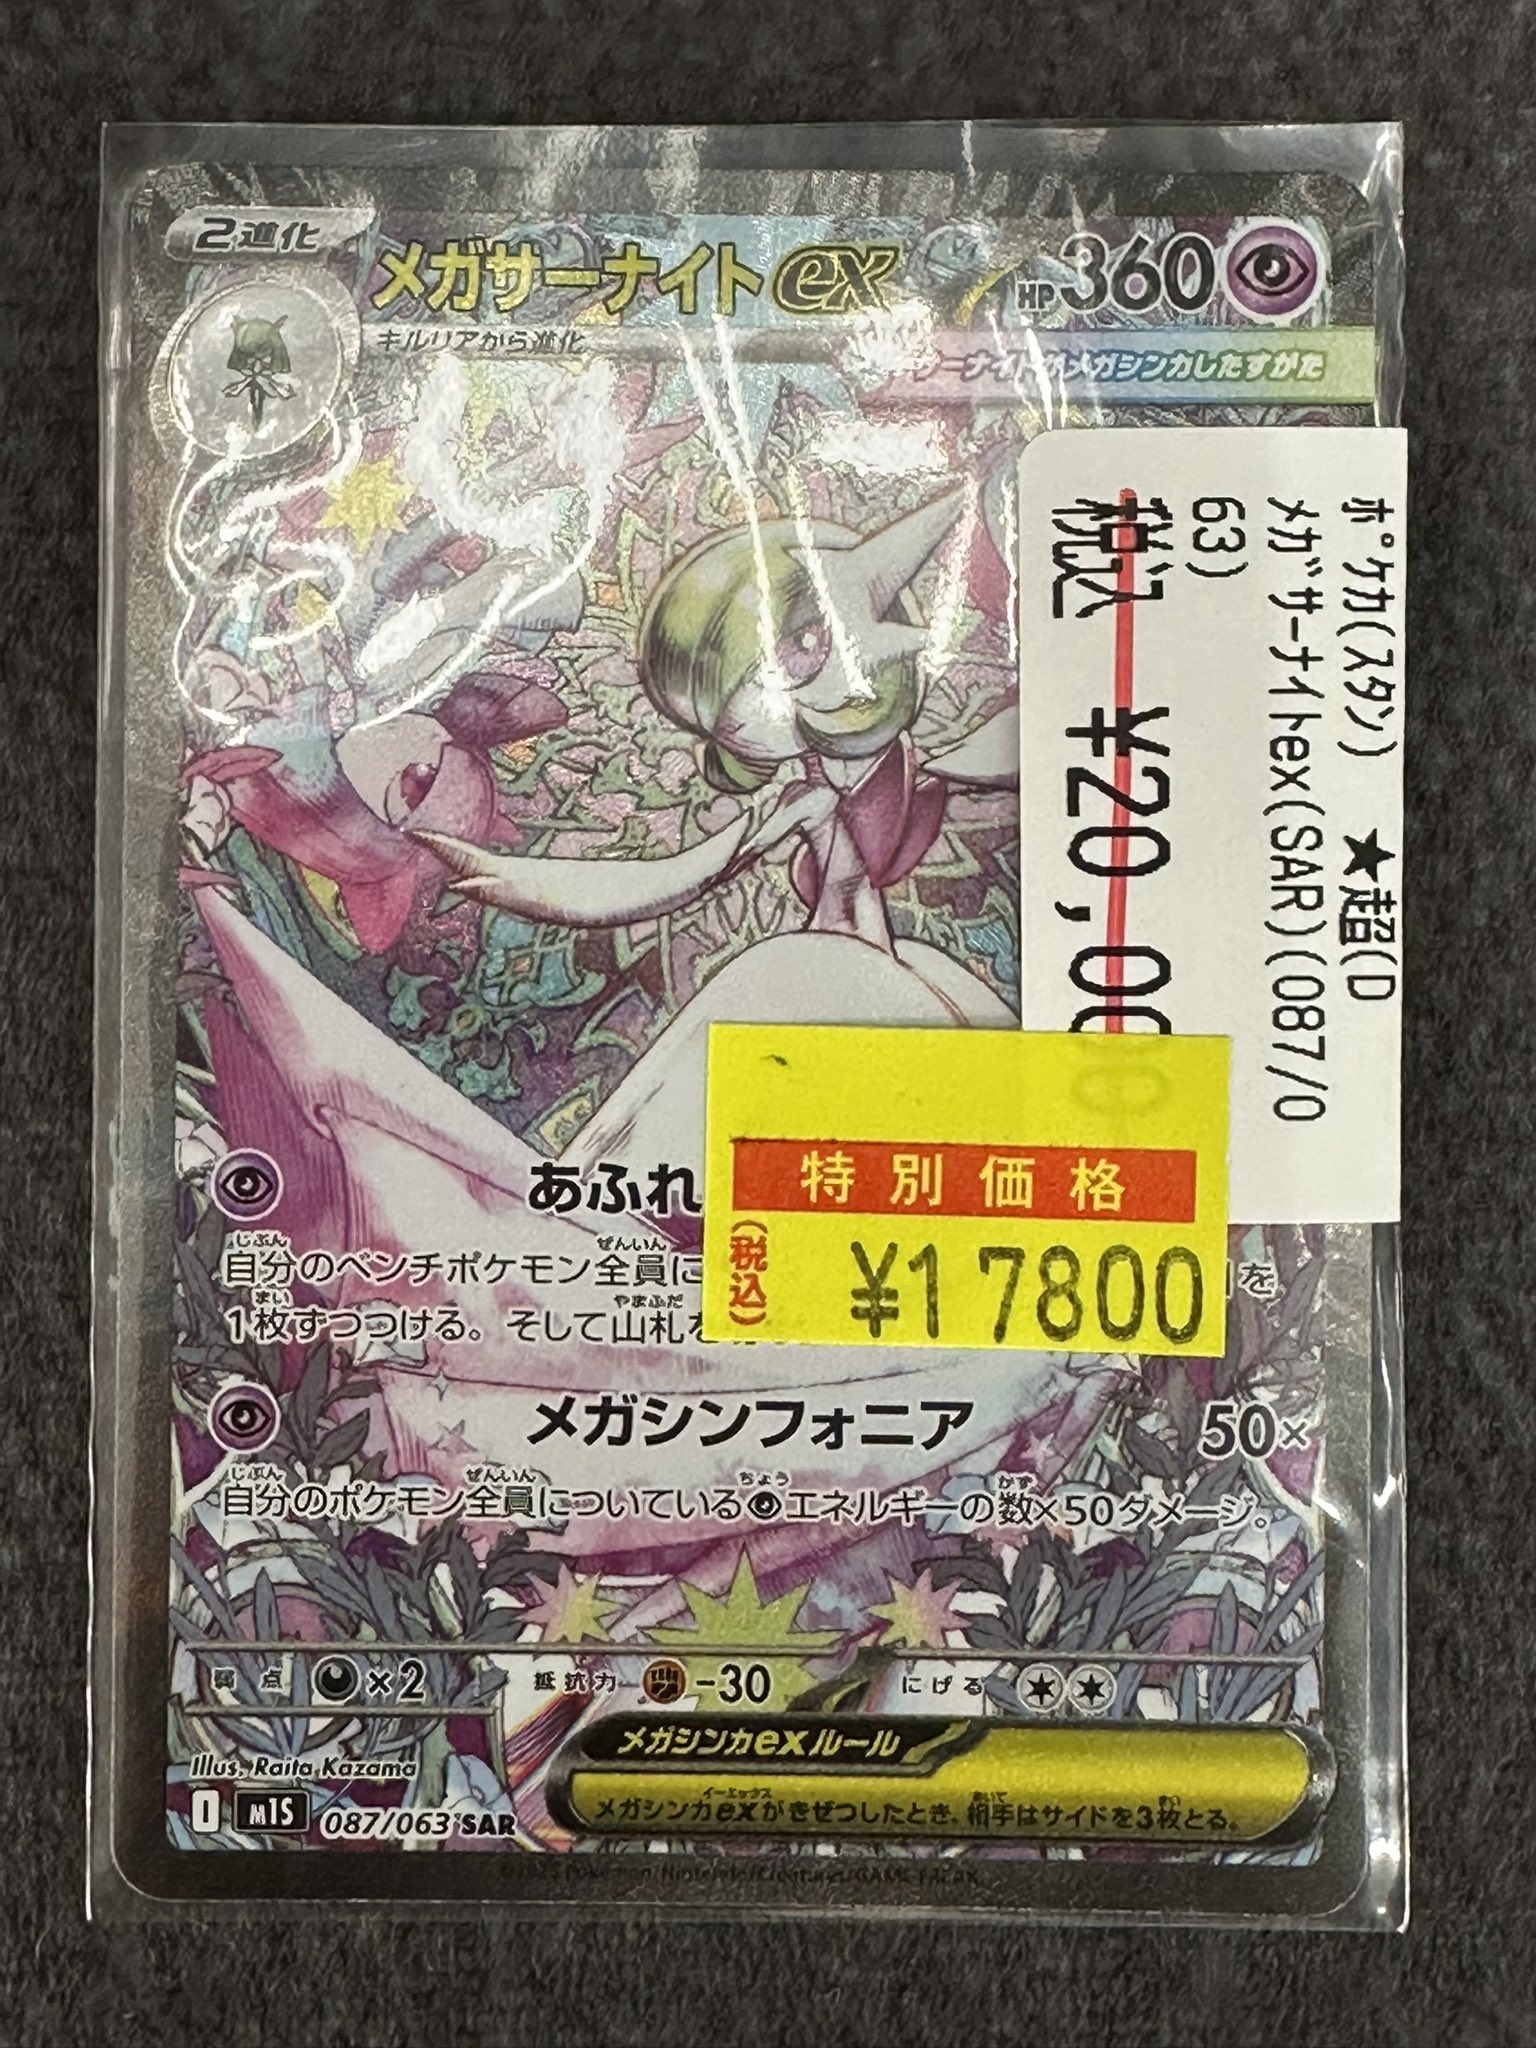 2進化
メガサーナイトex
HP360
キルリアから進化
サーナイトがメガシンカしたすがた
ポケカ(スタン) ★超(D
メガサーナイトex(SAR)(087/0
63)
税込 ¥20,000
特別価格
(税込)
¥17800
あふれ
自分のベンチポケモン全員に
を
1枚ずつつける。そして山札を
メガシンフォニア
50×
自分のポケモン全員についているエネルギーの数×50ダメージ。
弱点 ×2 抵抗力 -30 にげる
メガシンカexルール
メガシンカexがきぜつしたとき、相手はサイドを3枚とる。
Illus. Raita Kazama
I M1S 087/063 SAR
©2025 Pokémon/Nintendo/Creatures/GAME FREAK